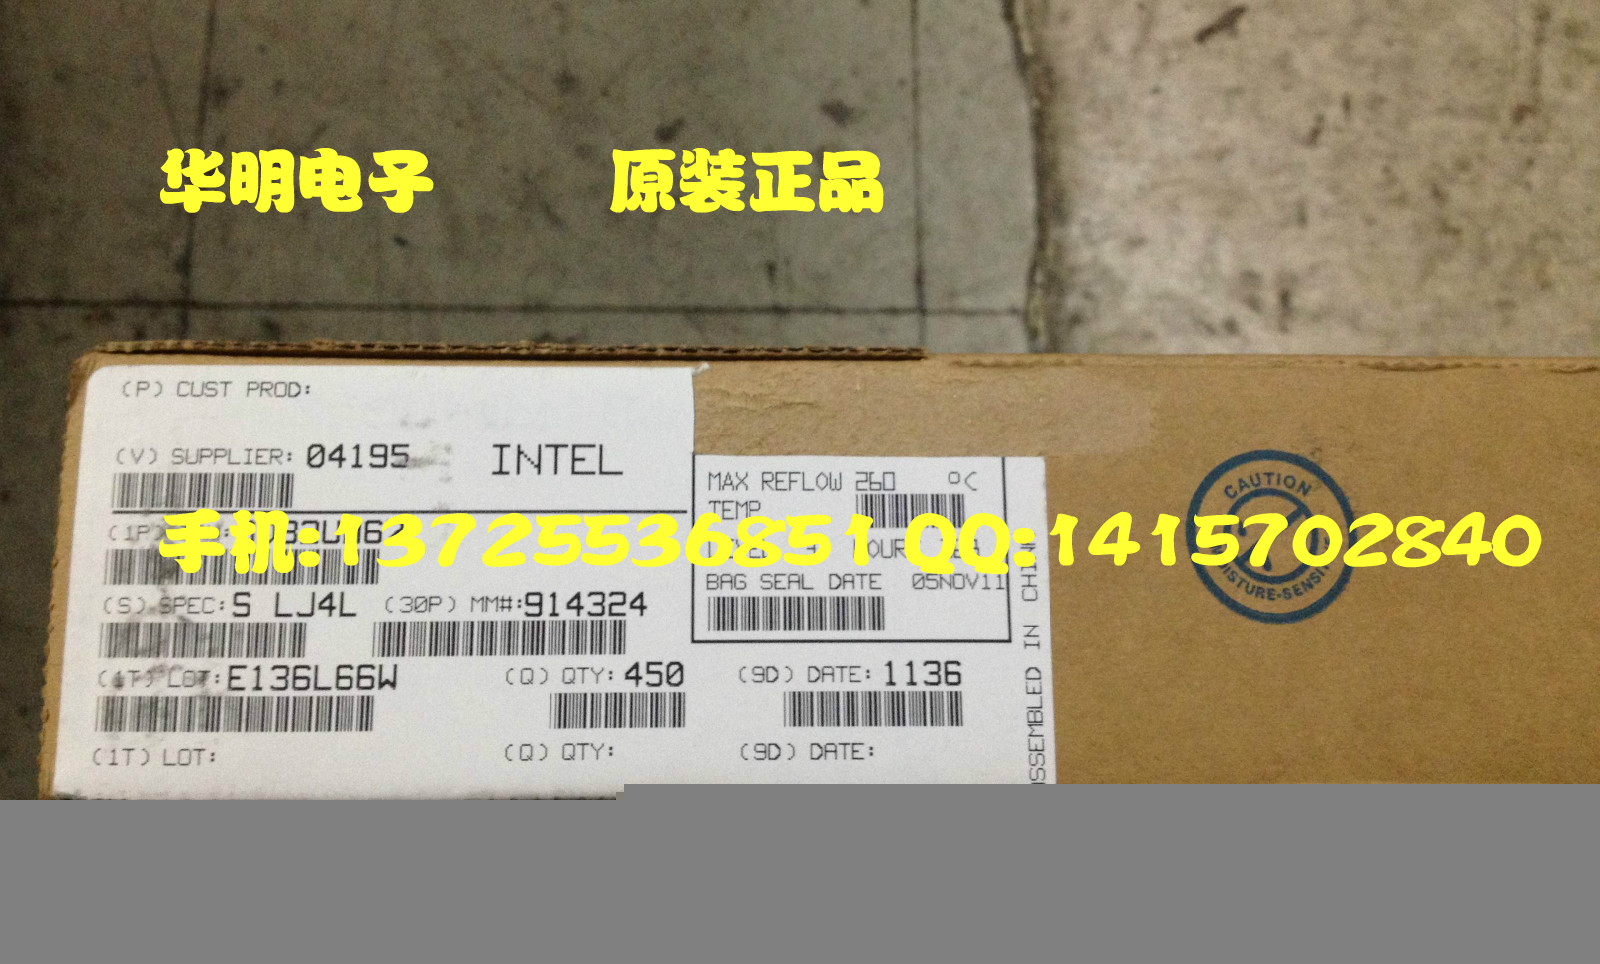 华明电子 原装正品
(P) CUST PROD:
(V) SUPPLIER: 04195 INTEL
MAX REFLOW 260 °C
TEMP
手机:13725536851 QQ:1415702840
BAG SEAL DATE 05NOV11
(S) SPEC: S LJ4L (30P) MM#:914324
(1T) LOT: E136L66W (Q) QTY: 450 (9D) DATE: 1136
(1T) LOT: (Q) QTY: (9D) DATE:
IN CHINA
CAUTION